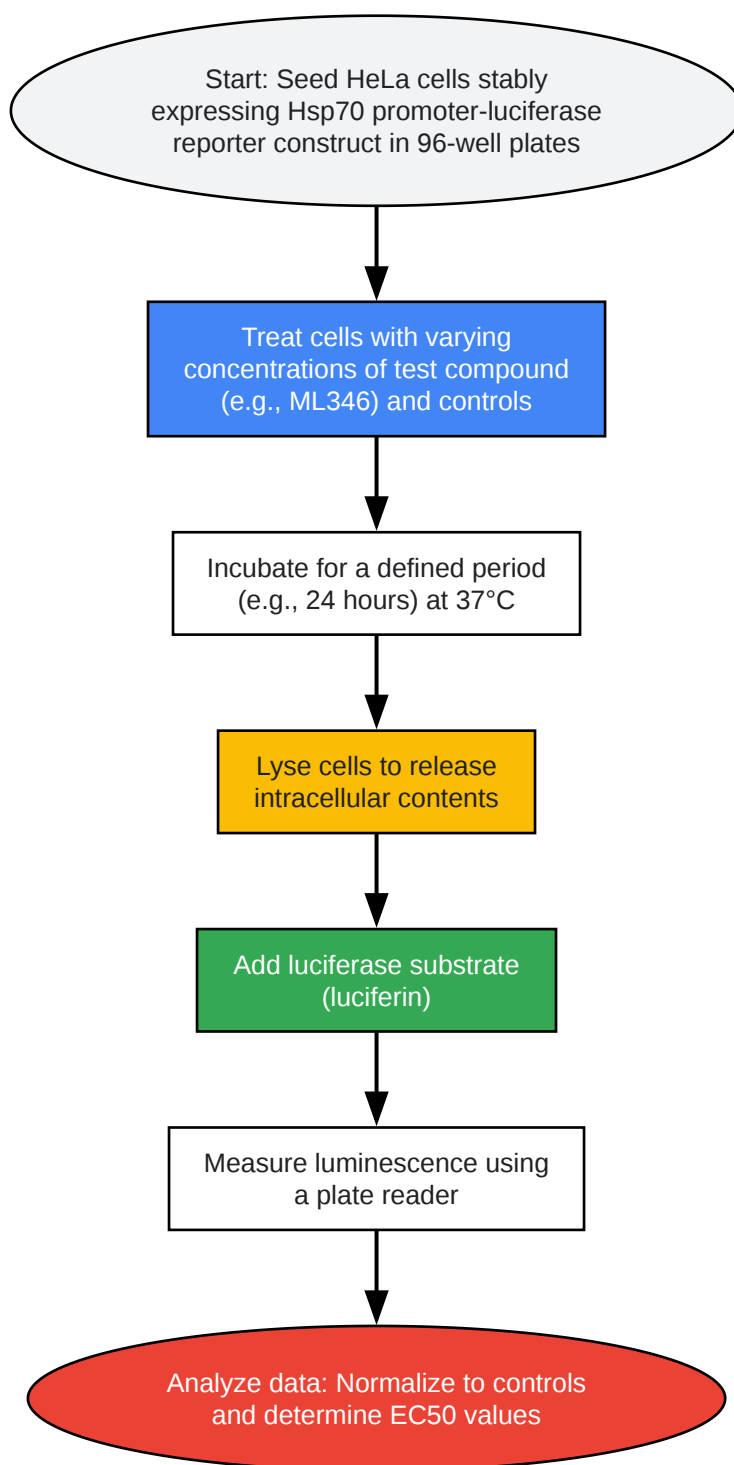 Start: Seed HeLa cells stably
expressing Hsp70 promoter-luciferase
reporter construct in 96-well plates
Treat cells with varying
concentrations of test compound
(e.g., ML346) and controls
Incubate for a defined period
(e.g., 24 hours) at 37°C
Lyse cells to release
intracellular contents
Add luciferase substrate
(luciferin)
Measure luminescence using
a plate reader
Analyze data: Normalize to controls
and determine EC50 values